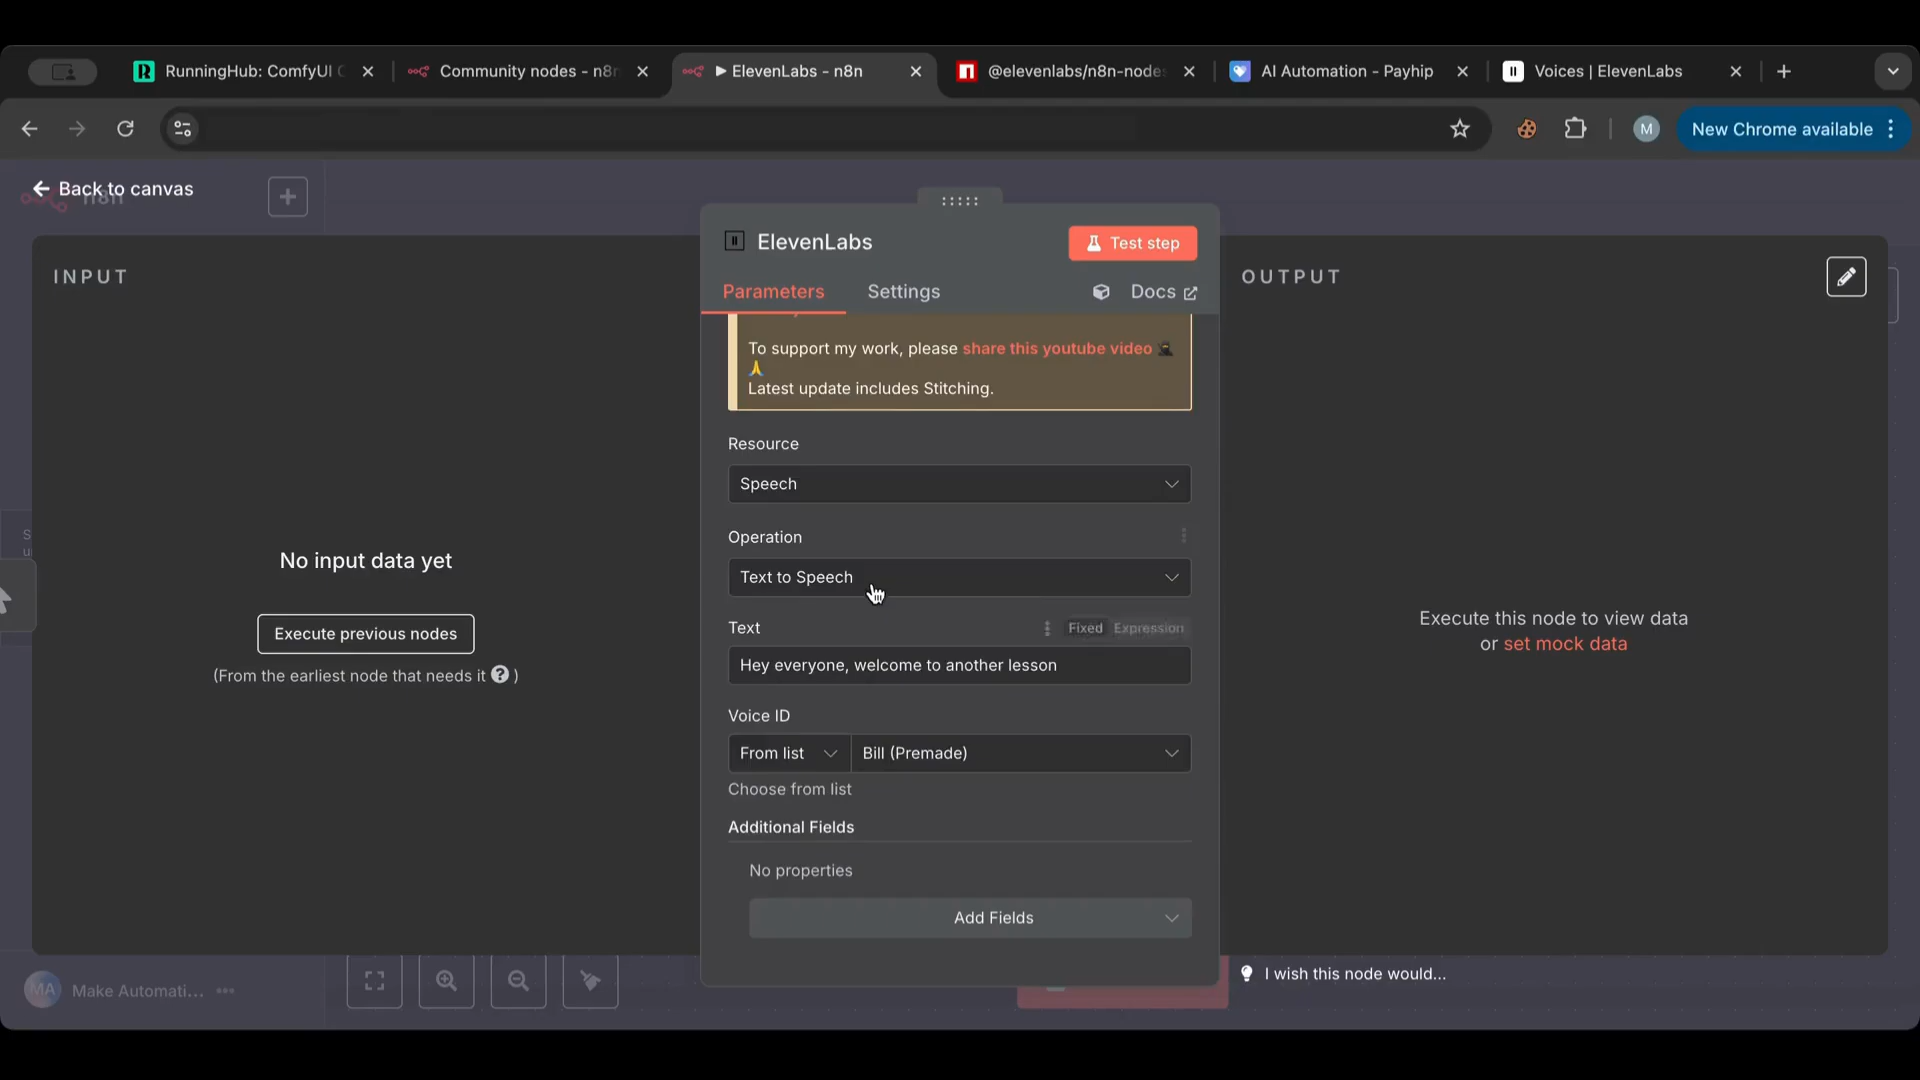 RunningHub: ComfyUI
Community nodes - n8n
▶ ElevenLabs - n8n
@elevenlabs/n8n-nodes
AI Automation - Payhip
Voices | ElevenLabs
M
New Chrome available
Back to canvas
n8n
INPUT
No input data yet
Execute previous nodes
(From the earliest node that needs it ? )
ElevenLabs
Test step
Parameters
Settings
Docs
To support my work, please share this youtube video 🥷
🙏
Latest update includes Stitching.
Resource
Speech
Operation
Text to Speech
Text
Fixed
Expression
Hey everyone, welcome to another lesson
Voice ID
From list
Bill (Premade)
Choose from list
Additional Fields
No properties
Add Fields
OUTPUT
Execute this node to view data
or set mock data
I wish this node would...
MA
Make Automati...